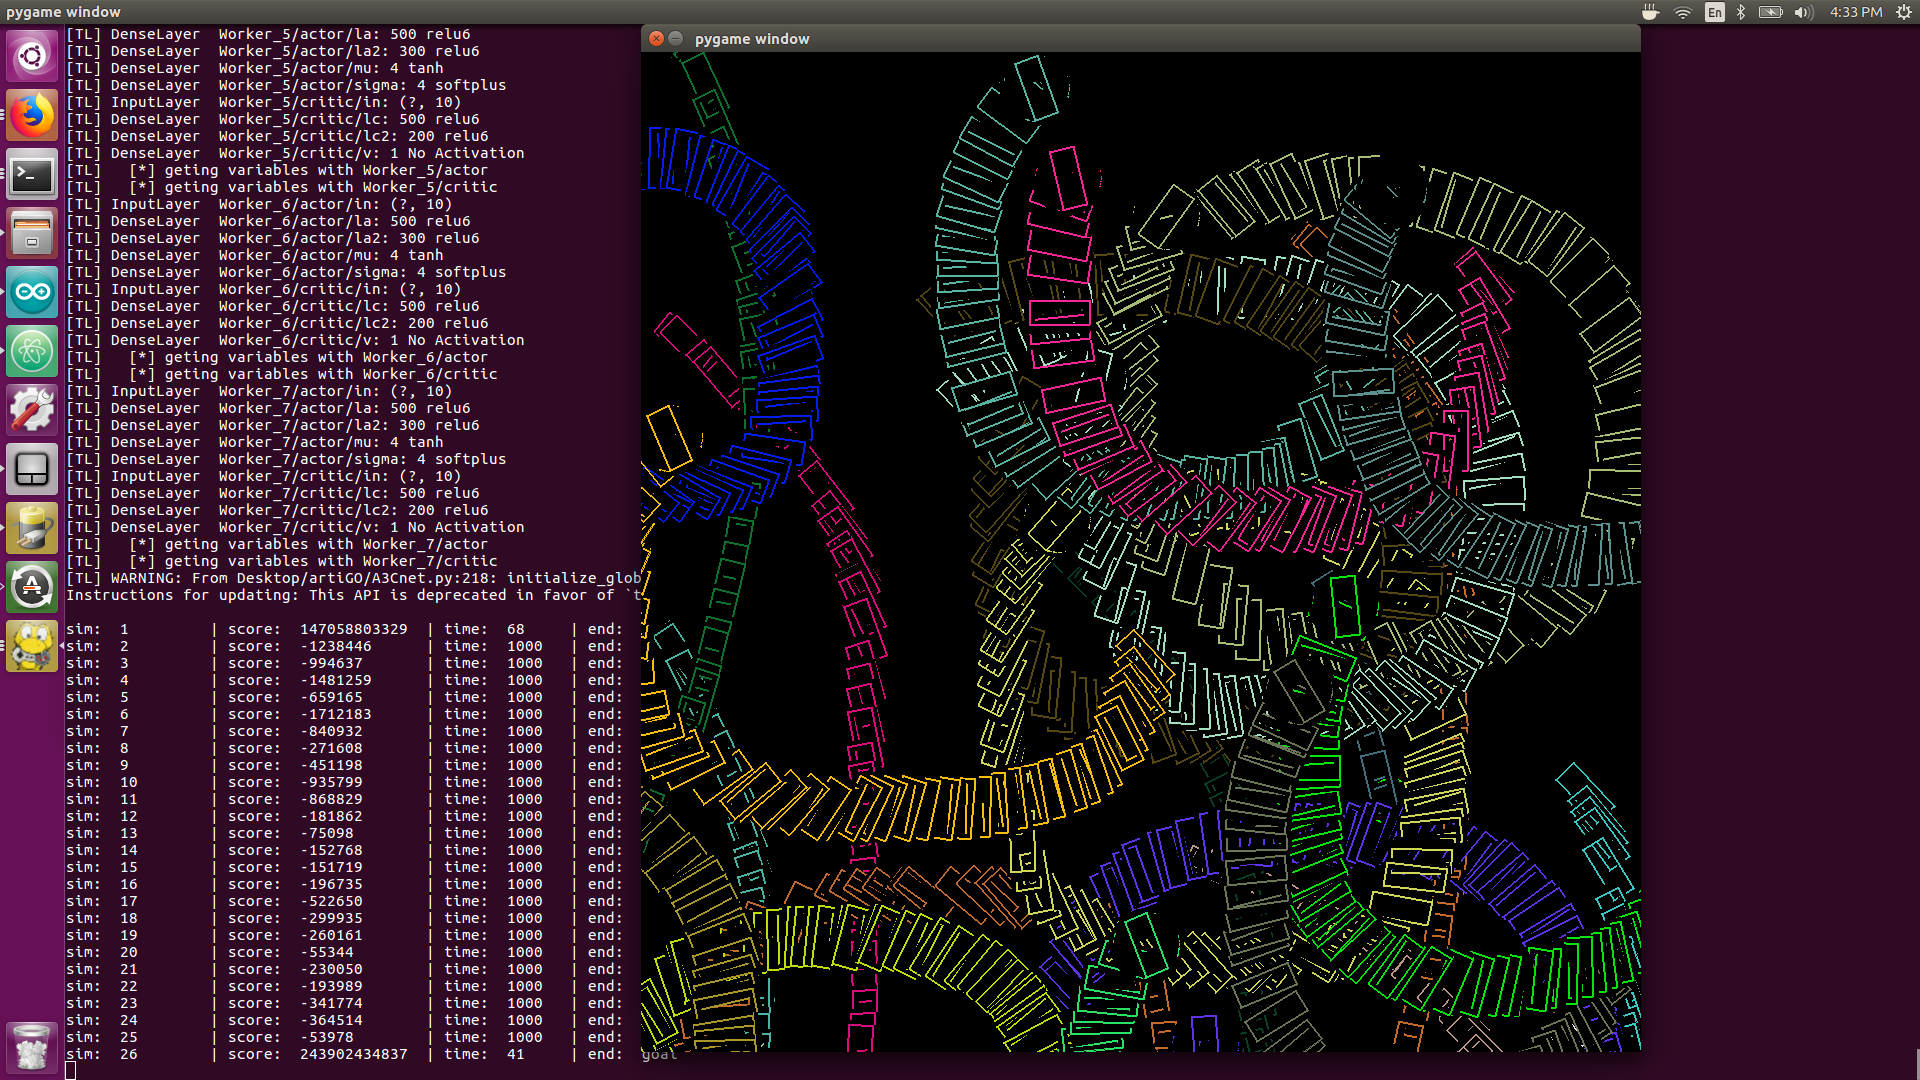 pygame window
En
4:33 PM
pygame window
[TL] DenseLayer  Worker_5/actor/la: 500 relu6
[TL] DenseLayer  Worker_5/actor/la2: 300 relu6
[TL] DenseLayer  Worker_5/actor/mu: 4 tanh
[TL] DenseLayer  Worker_5/actor/sigma: 4 softplus
[TL] InputLayer  Worker_5/critic/in: (?, 10)
[TL] DenseLayer  Worker_5/critic/lc: 500 relu6
[TL] DenseLayer  Worker_5/critic/lc2: 200 relu6
[TL] DenseLayer  Worker_5/critic/v: 1 No Activation
[TL]   [*] geting variables with Worker_5/actor
[TL]   [*] geting variables with Worker_5/critic
[TL] InputLayer  Worker_6/actor/in: (?, 10)
[TL] DenseLayer  Worker_6/actor/la: 500 relu6
[TL] DenseLayer  Worker_6/actor/la2: 300 relu6
[TL] DenseLayer  Worker_6/actor/mu: 4 tanh
[TL] DenseLayer  Worker_6/actor/sigma: 4 softplus
[TL] InputLayer  Worker_6/critic/in: (?, 10)
[TL] DenseLayer  Worker_6/critic/lc: 500 relu6
[TL] DenseLayer  Worker_6/critic/lc2: 200 relu6
[TL] DenseLayer  Worker_6/critic/v: 1 No Activation
[TL]   [*] geting variables with Worker_6/actor
[TL]   [*] geting variables with Worker_6/critic
[TL] InputLayer  Worker_7/actor/in: (?, 10)
[TL] DenseLayer  Worker_7/actor/la: 500 relu6
[TL] DenseLayer  Worker_7/actor/la2: 300 relu6
[TL] DenseLayer  Worker_7/actor/mu: 4 tanh
[TL] DenseLayer  Worker_7/actor/sigma: 4 softplus
[TL] InputLayer  Worker_7/critic/in: (?, 10)
[TL] DenseLayer  Worker_7/critic/lc: 500 relu6
[TL] DenseLayer  Worker_7/critic/lc2: 200 relu6
[TL] DenseLayer  Worker_7/critic/v: 1 No Activation
[TL]   [*] geting variables with Worker_7/actor
[TL]   [*] geting variables with Worker_7/critic
[TL] WARNING: From Desktop/artiGO/A3Cnet.py:218: initialize_glob
Instructions for updating: This API is deprecated in favor of `t
sim:  1         | score:  147058803329  | time:  68     | end:
sim:  2         | score:  -1238446      | time:  1000   | end:
sim:  3         | score:  -994637       | time:  1000   | end:
sim:  4         | score:  -1481259      | time:  1000   | end:
sim:  5         | score:  -659165       | time:  1000   | end:
sim:  6         | score:  -1712183      | time:  1000   | end:
sim:  7         | score:  -840932       | time:  1000   | end:
sim:  8         | score:  -271608       | time:  1000   | end:
sim:  9         | score:  -451198       | time:  1000   | end:
sim:  10        | score:  -935799       | time:  1000   | end:
sim:  11        | score:  -868829       | time:  1000   | end:
sim:  12        | score:  -181862       | time:  1000   | end:
sim:  13        | score:  -75098        | time:  1000   | end:
sim:  14        | score:  -152768       | time:  1000   | end:
sim:  15        | score:  -151719       | time:  1000   | end:
sim:  16        | score:  -196735       | time:  1000   | end:
sim:  17        | score:  -522650       | time:  1000   | end:
sim:  18        | score:  -299935       | time:  1000   | end:
sim:  19        | score:  -260161       | time:  1000   | end:
sim:  20        | score:  -55344        | time:  1000   | end:
sim:  21        | score:  -230050       | time:  1000   | end:
sim:  22        | score:  -193989       | time:  1000   | end:
sim:  23        | score:  -341774       | time:  1000   | end:
sim:  24        | score:  -364514       | time:  1000   | end:
sim:  25        | score:  -53978        | time:  1000   | end:
sim:  26        | score:  243902434837  | time:  41     | end:  goal